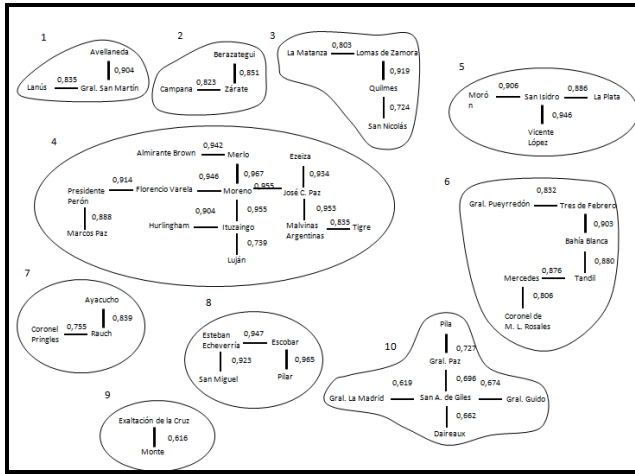 1
Avellaneda
0,904
Lanús
0,835
Gral. San Martín
2
Berazategui
0,851
Campana
0,823
Zárate
3
La Matanza
0,803
Lomas de Zamora
0,919
Quilmes
0,724
San Nicolás
5
Moró
n
0,906
San Isidro
0,886
La Plata
0,946
Vicente
López
4
Almirante Brown
0,942
Merlo
Ezeiza
0,967
0,934
Presidente
Perón
0,914
Florencio Varela
0,946
Moreno
0,955
José C. Paz
0,888
Marcos Paz
0,904
Hurlingham
0,955
Ituzaingo
0,953
Malvinas
Argentinas
0,835
Tigre
0,739
Luján
6
0,832
Gral. Pueyrredón
Tres de Febrero
0,903
Bahía Blanca
0,880
Mercedes
0,876
Tandil
0,806
Coronel de
M. L. Rosales
7
Ayacucho
0,839
Coronel
Pringles
0,755
Rauch
8
Esteban
Echeverría
0,947
Escobar
0,923
0,965
San Miguel
Pilar
9
Exaltación de la Cruz
0,616
Monte
10
Pila
0,727
Gral. Paz
0,696
0,619
0,674
Gral. La Madrid
San A. de Giles
Gral. Guido
0,662
Daireaux